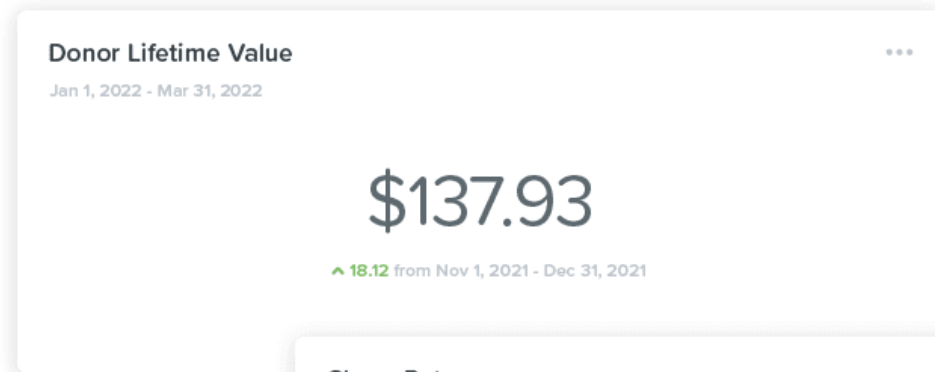 Donor Lifetime Value
Jan 1, 2022 - Mar 31, 2022
$137.93
18.12 from Nov 1, 2021 - Dec 31, 2021